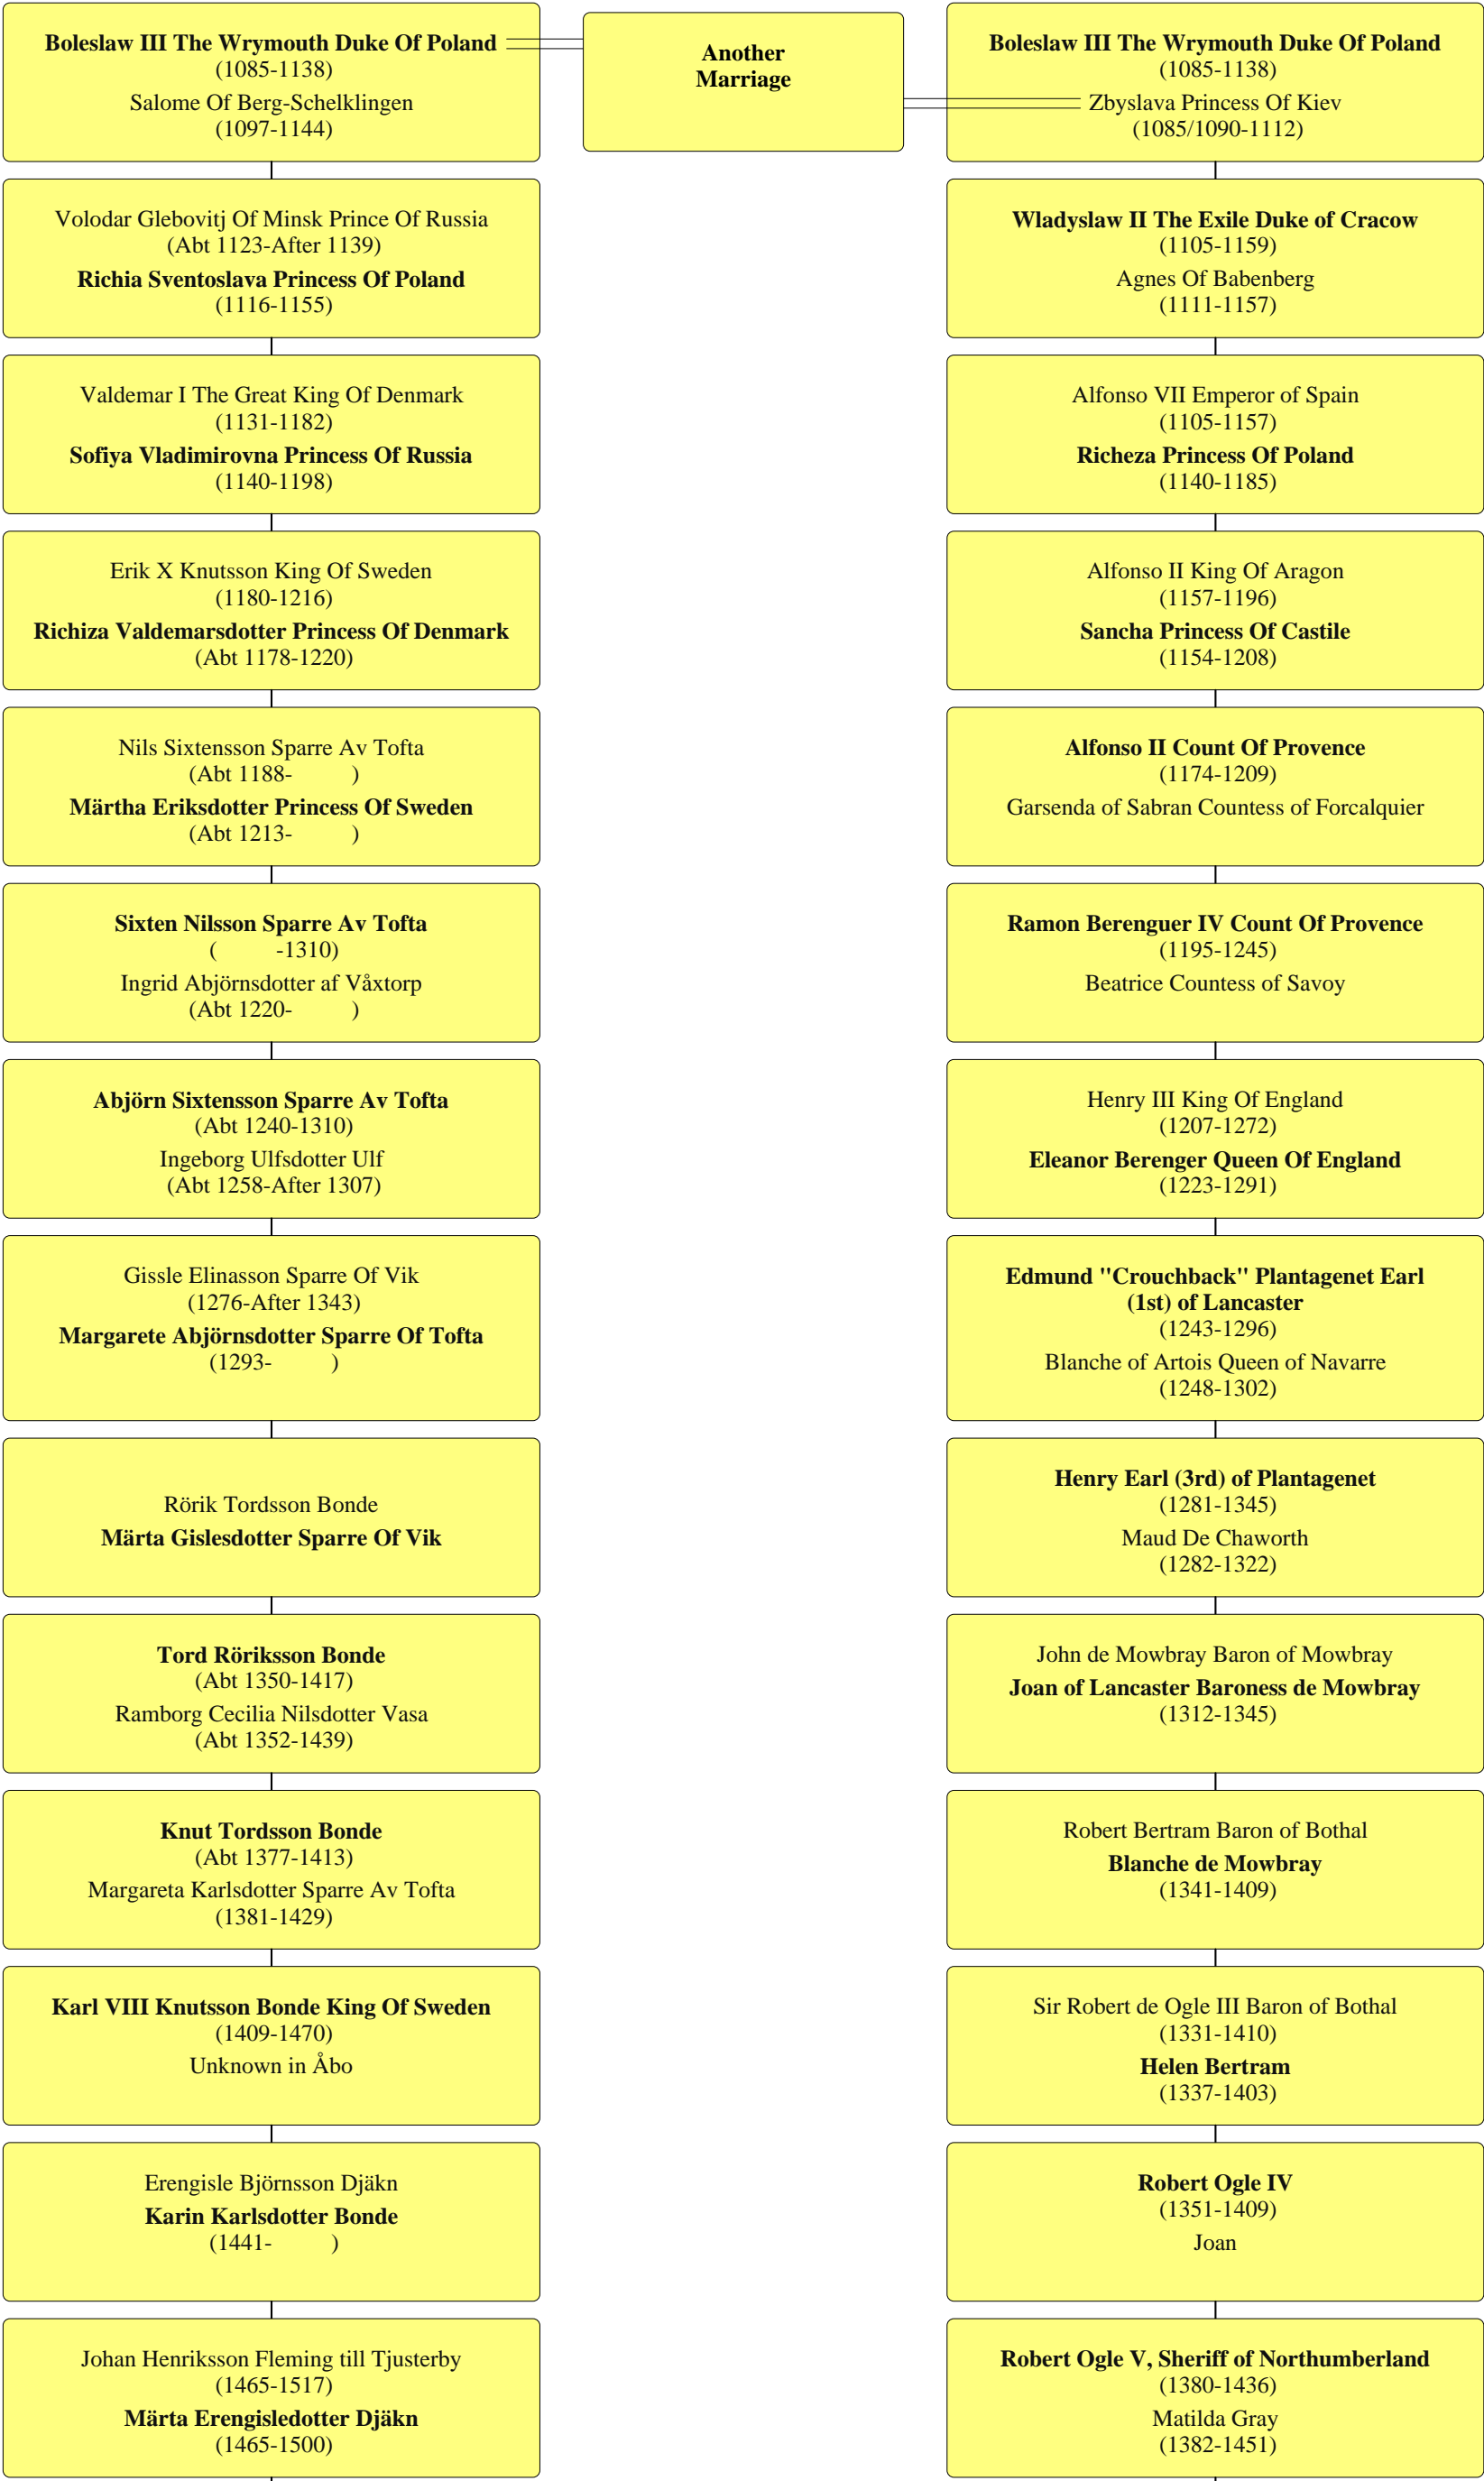 Boleslaw III The Wrymouth Duke Of Poland
(1085-1138)
Salome Of Berg-Schelklingen
(1097-1144)
Another
Marriage
Boleslaw III The Wrymouth Duke Of Poland
(1085-1138)
Zbyslava Princess Of Kiev
(1085/1090-1112)
Volodar Glebovitj Of Minsk Prince Of Russia
(Abt 1123-After 1139)
Richia Sventoslava Princess Of Poland
(1116-1155)
Wladyslaw II The Exile Duke of Cracow
(1105-1159)
Agnes Of Babenberg
(1111-1157)
Valdemar I The Great King Of Denmark
(1131-1182)
Sofiya Vladimirovna Princess Of Russia
(1140-1198)
Alfonso VII Emperor of Spain
(1105-1157)
Richeza Princess Of Poland
(1140-1185)
Erik X Knutsson King Of Sweden
(1180-1216)
Richiza Valdemarsdotter Princess Of Denmark
(Abt 1178-1220)
Alfonso II King Of Aragon
(1157-1196)
Sancha Princess Of Castile
(1154-1208)
Nils Sixtensson Sparre Av Tofta
(Abt 1188- )
Märtha Eriksdotter Princess Of Sweden
(Abt 1213- )
Alfonso II Count Of Provence
(1174-1209)
Garsenda of Sabran Countess of Forcalquier
Sixten Nilsson Sparre Av Tofta
( -1310)
Ingrid Abjörnsdotter af Våxtorp
(Abt 1220- )
Ramon Berenguer IV Count Of Provence
(1195-1245)
Beatrice Countess of Savoy
Abjörn Sixtensson Sparre Av Tofta
(Abt 1240-1310)
Ingeborg Ulfsdotter Ulf
(Abt 1258-After 1307)
Henry III King Of England
(1207-1272)
Eleanor Berenger Queen Of England
(1223-1291)
Gissle Elinasson Sparre Of Vik
(1276-After 1343)
Margarete Abjörnsdotter Sparre Of Tofta
(1293- )
Edmund "Crouchback" Plantagenet Earl
(1st) of Lancaster
(1243-1296)
Blanche of Artois Queen of Navarre
(1248-1302)
Rörik Tordsson Bonde
Märta Gislesdotter Sparre Of Vik
Henry Earl (3rd) of Plantagenet
(1281-1345)
Maud De Chaworth
(1282-1322)
Tord Röriksson Bonde
(Abt 1350-1417)
Ramborg Cecilia Nilsdotter Vasa
(Abt 1352-1439)
John de Mowbray Baron of Mowbray
Joan of Lancaster Baroness de Mowbray
(1312-1345)
Knut Tordsson Bonde
(Abt 1377-1413)
Margareta Karlsdotter Sparre Av Tofta
(1381-1429)
Robert Bertram Baron of Bothal
Blanche de Mowbray
(1341-1409)
Karl VIII Knutsson Bonde King Of Sweden
(1409-1470)
Unknown in Åbo
Sir Robert de Ogle III Baron of Bothal
(1331-1410)
Helen Bertram
(1337-1403)
Erengisle Björnsson Djäkn
Karin Karlsdotter Bonde
(1441- )
Robert Ogle IV
(1351-1409)
Joan
Johan Henriksson Fleming till Tjusterby
(1465-1517)
Märta Erengisledotter Djäkn
(1465-1500)
Robert Ogle V, Sheriff of Northumberland
(1380-1436)
Matilda Gray
(1382-1451)